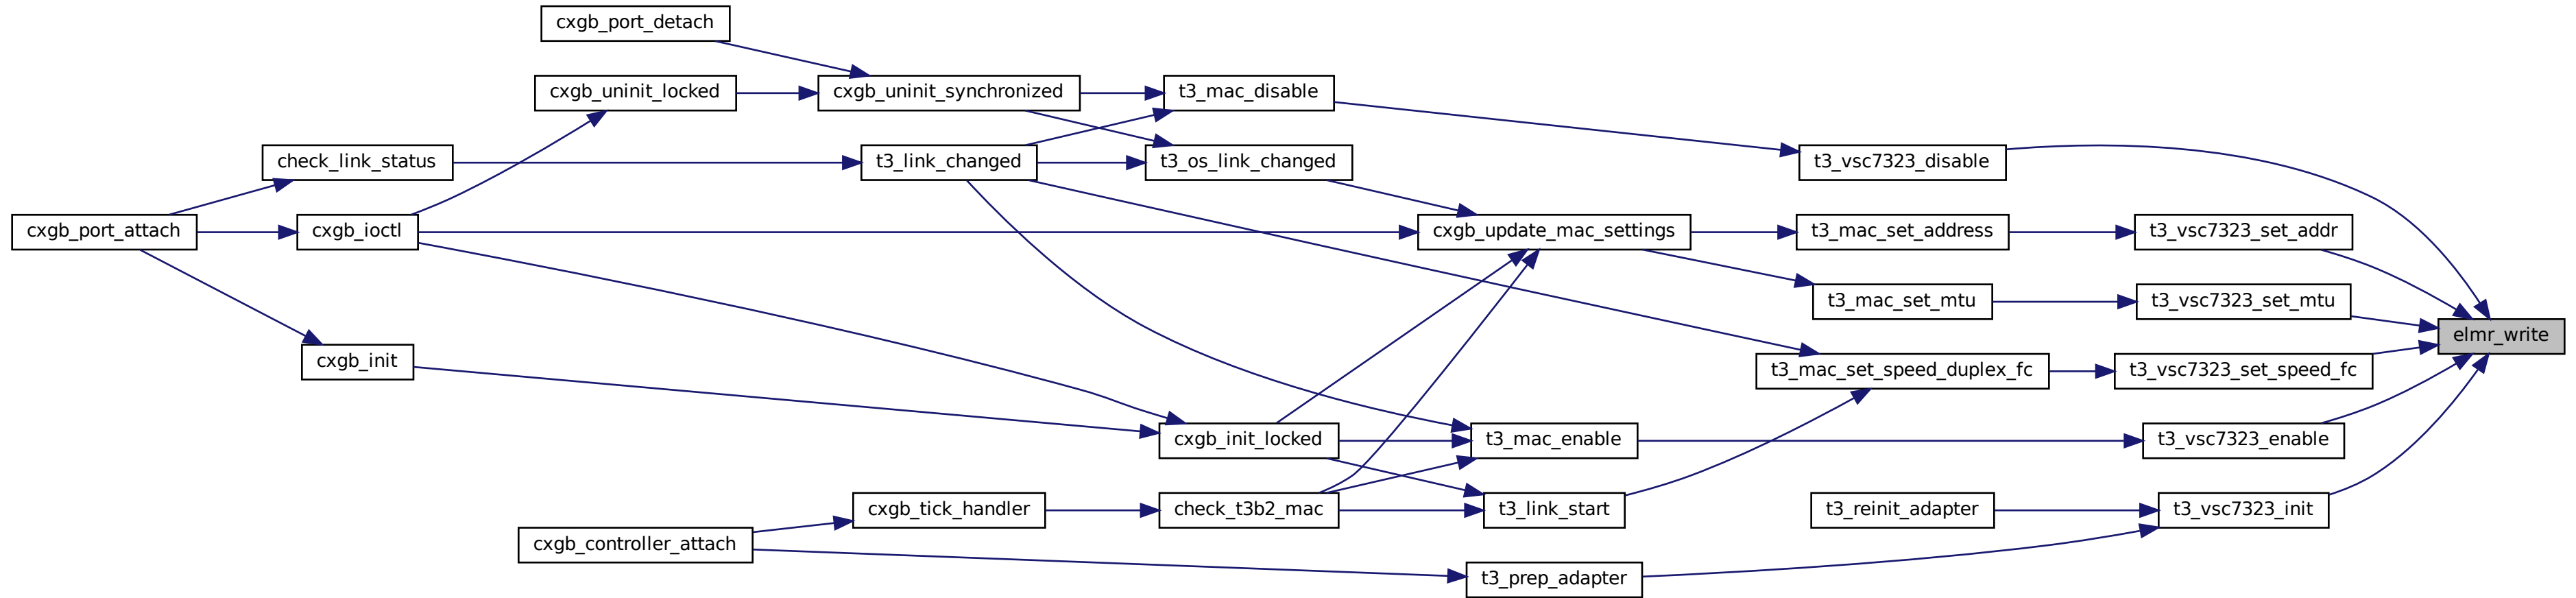 cxgb_port_detach
cxgb_uninit_locked
cxgb_uninit_synchronized
t3_mac_disable
check_link_status
t3_link_changed
t3_os_link_changed
t3_vsc7323_disable
cxgb_port_attach
cxgb_ioctl
cxgb_update_mac_settings
t3_mac_set_address
t3_vsc7323_set_addr
t3_mac_set_mtu
t3_vsc7323_set_mtu
elmr_write
cxgb_init
t3_mac_set_speed_duplex_fc
t3_vsc7323_set_speed_fc
cxgb_init_locked
t3_mac_enable
t3_vsc7323_enable
cxgb_tick_handler
check_t3b2_mac
t3_link_start
t3_reinit_adapter
t3_vsc7323_init
cxgb_controller_attach
t3_prep_adapter